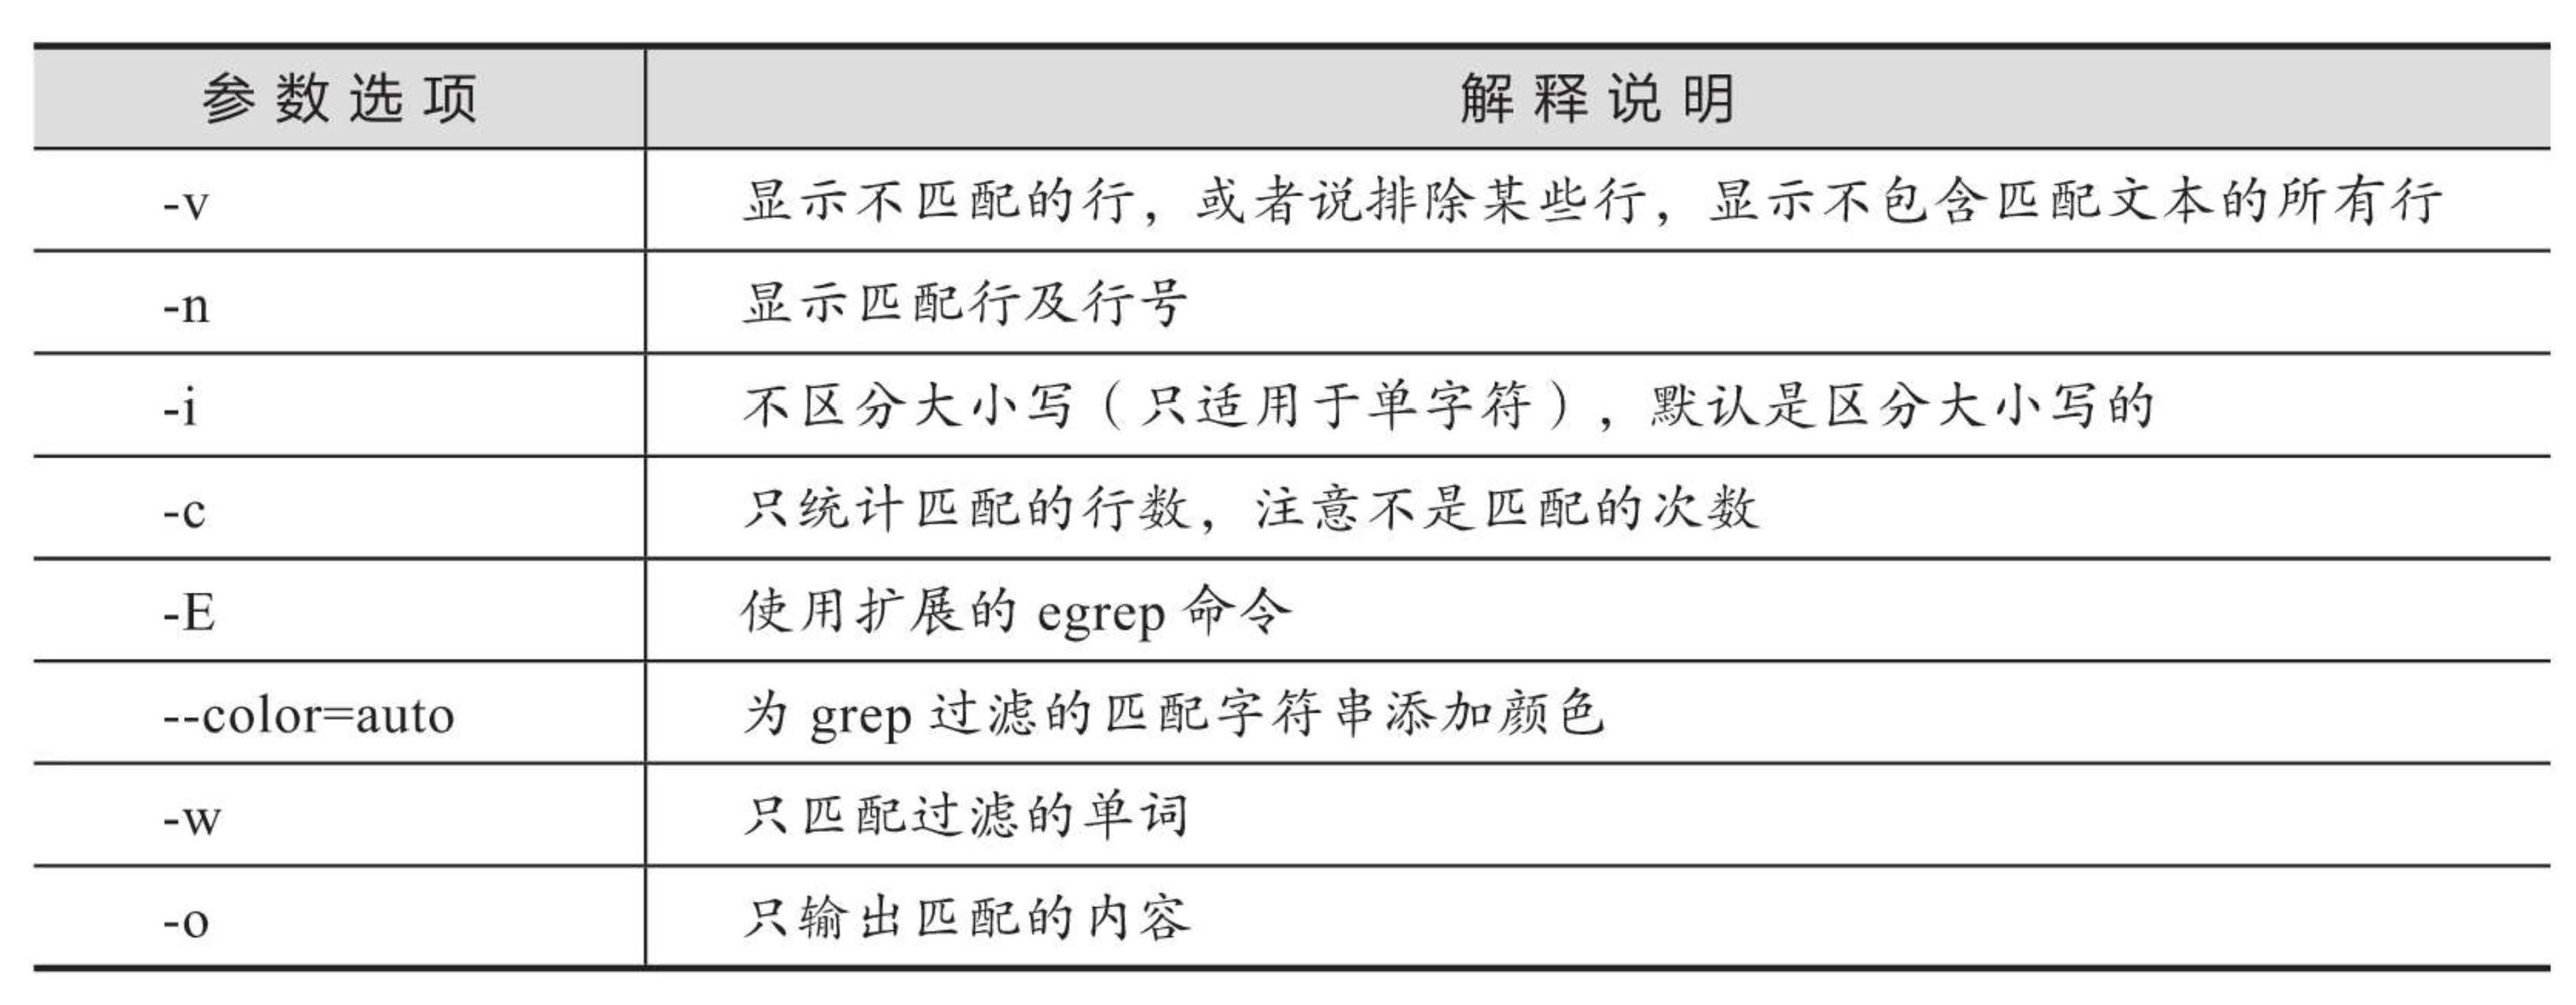 参数选项 解释说明
-v 显示不匹配的行，或者说排除某些行，显示不包含匹配文本的所有行
-n 显示匹配行及行号
-i 不区分大小写（只适用于单字符），默认是区分大小写的
-c 只统计匹配的行数，注意不是匹配的次数
-E 使用扩展的 egrep 命令
--color=auto 为 grep 过滤的匹配字符串添加颜色
-w 只匹配过滤的单词
-o 只输出匹配的内容